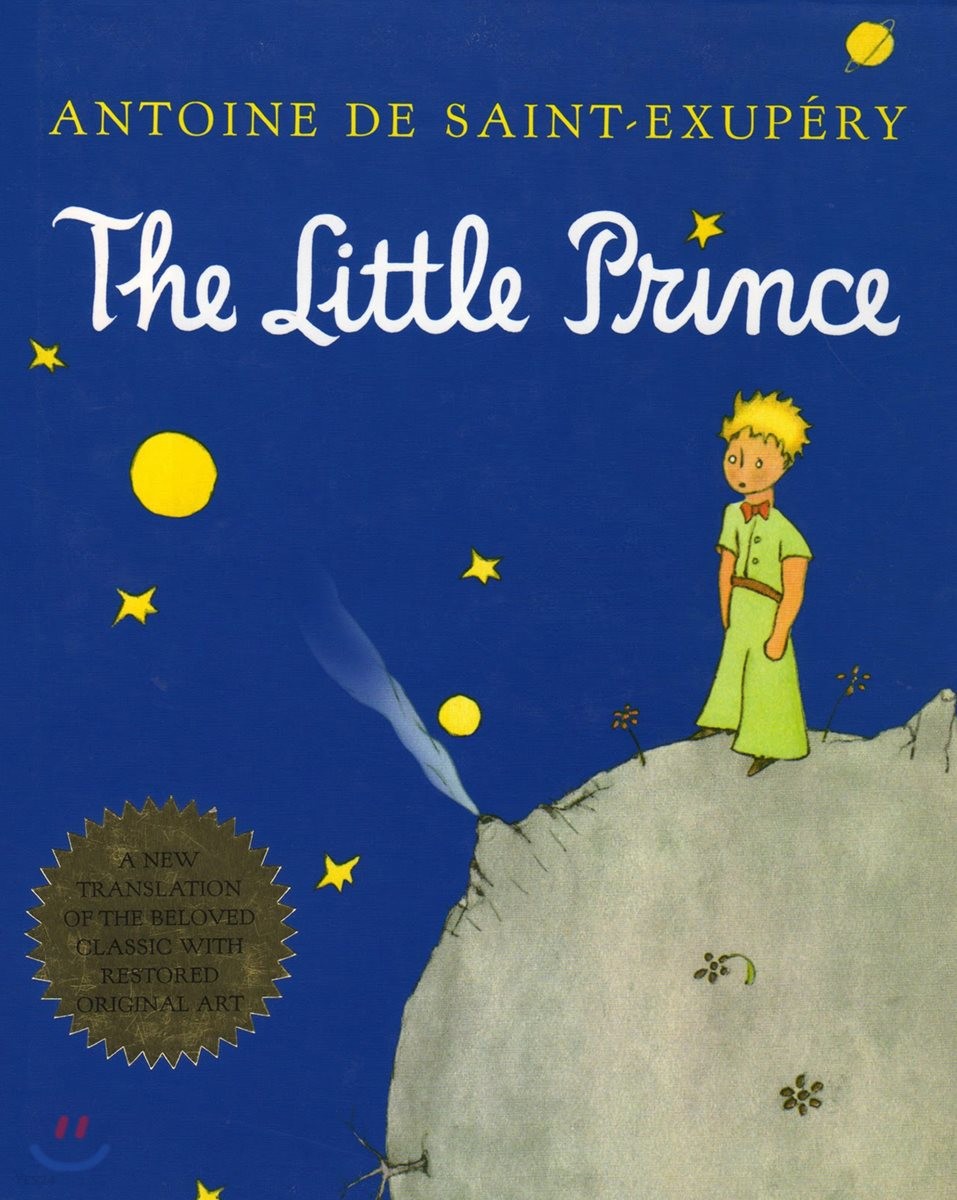 ANTOINE DE SAINT-EXUPÉRY
The Little Prince
A NEW
TRANSLATION
OF THE BELOVED
CLASSIC WITH
RESTORED
ORIGINAL ART